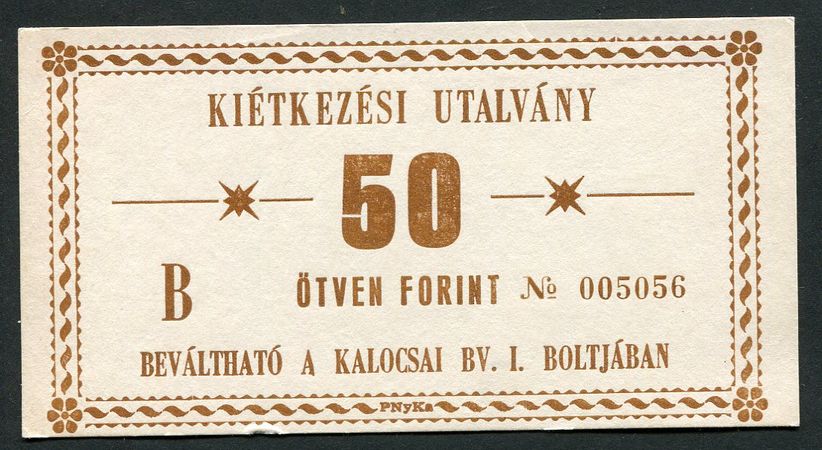 KIÉTKEZÉSI UTALVÁNY
50
B ÖTVEN FORINT № 005056
BEVÁLTHATÓ A KALOCSAI BV. I. BOLTJÁBAN
PNyKa